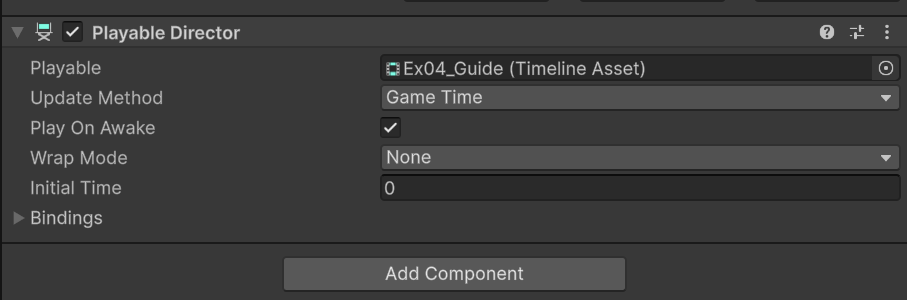 Playable Director
Playable Ex04_Guide (Timeline Asset)
Update Method Game Time
Play On Awake
Wrap Mode None
Initial Time 0
Bindings
Add Component